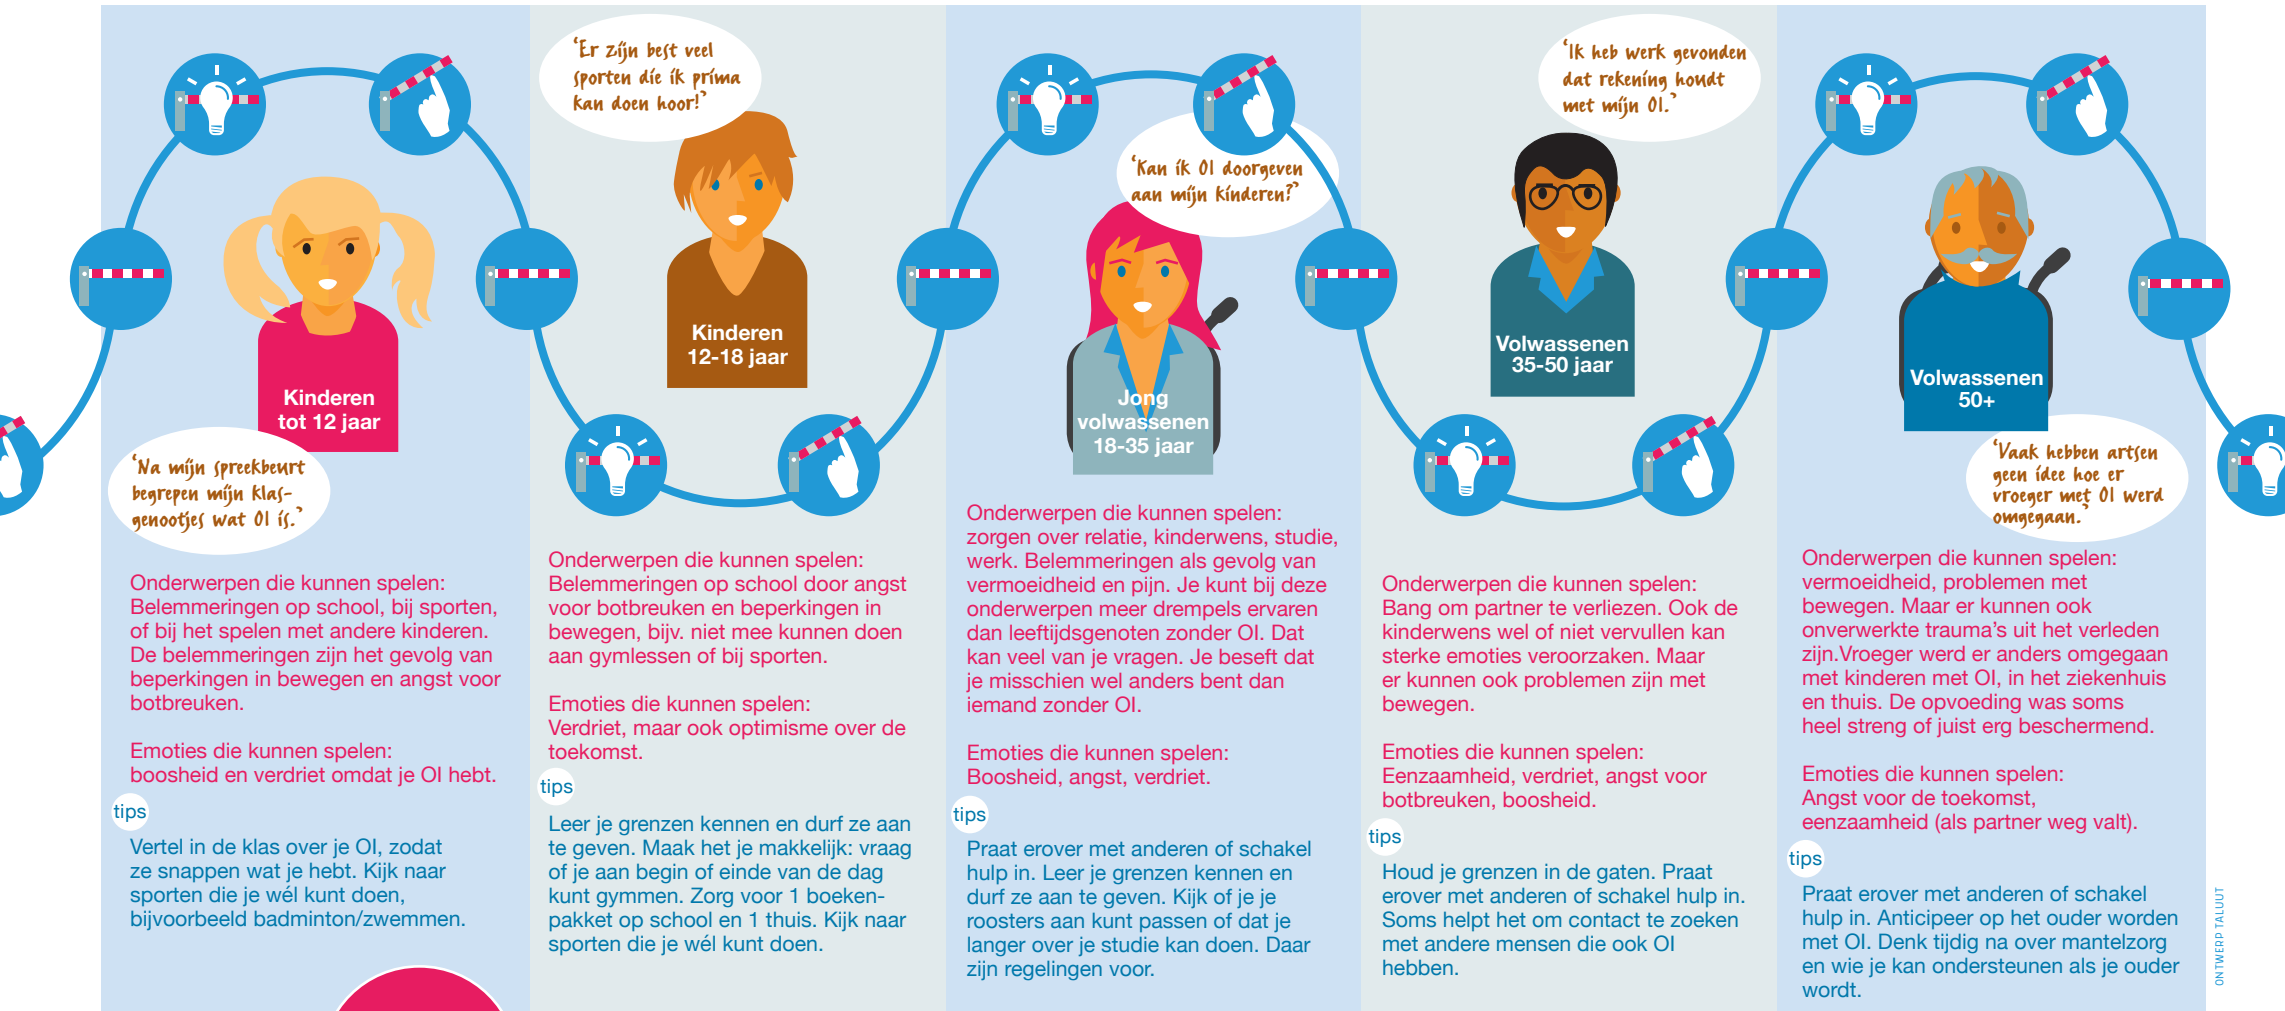 ‘Na mijn spreekbeurt
begrepen mijn klas-
genootjes wat OI is.’
Kinderen
tot 12 jaar
Onderwerpen die kunnen spelen:
Belemmeringen op school, bij sporten,
of bij het spelen met andere kinderen.
De belemmeringen zijn het gevolg van
beperkingen in bewegen en angst voor
botbreuken.
Emoties die kunnen spelen:
boosheid en verdriet omdat je OI hebt.
tips
Vertel in de klas over je OI, zodat
ze snappen wat je hebt. Kijk naar
sporten die je wél kunt doen,
bijvoorbeeld badminton/zwemmen.
‘Er zijn best veel
sporten die ik prima
kan doen hoor!’
Kinderen
12-18 jaar
Onderwerpen die kunnen spelen:
Belemmeringen op school door angst
voor botbreuken en beperkingen in
bewegen, bijv. niet mee kunnen doen
aan gymlessen of bij sporten.
Emoties die kunnen spelen:
Verdriet, maar ook optimisme over de
toekomst.
tips
Leer je grenzen kennen en durf ze aan
te geven. Maak het je makkelijk: vraag
of je aan begin of einde van de dag
kunt gymmen. Zorg voor 1 boeken-
pakket op school en 1 thuis. Kijk naar
sporten die je wél kunt doen.
‘Kan ik OI doorgeven
aan mijn kinderen?’
Jong
volwassenen
18-35 jaar
Onderwerpen die kunnen spelen:
zorgen over relatie, kinderwens, studie,
werk. Belemmeringen als gevolg van
vermoeidheid en pijn. Je kunt bij deze
onderwerpen meer drempels ervaren
dan leeftijdsgenoten zonder OI. Dat
kan veel van je vragen. Je beseft dat
je misschien wel anders bent dan
iemand zonder OI.
Emoties die kunnen spelen:
Boosheid, angst, verdriet.
tips
Praat erover met anderen of schakel
hulp in. Leer je grenzen kennen en
durf ze aan te geven. Kijk of je je
roosters aan kunt passen of dat je
langer over je studie kan doen. Daar
zijn regelingen voor.
‘Ik heb werk gevonden
dat rekening houdt
met mijn OI.’
Volwassenen
35-50 jaar
Onderwerpen die kunnen spelen:
Bang om partner te verliezen. Ook de
kinderwens wel of niet vervullen kan
sterke emoties veroorzaken. Maar
er kunnen ook problemen zijn met
bewegen.
Emoties die kunnen spelen:
Eenzaamheid, verdriet, angst voor
botbreuken, boosheid.
tips
Houd je grenzen in de gaten. Praat
erover met anderen of schakel hulp in.
Soms helpt het om contact te zoeken
met andere mensen die ook OI
hebben.
Volwassenen
50+
‘Vaak hebben artsen
geen idee hoe er
vroeger met OI werd
omgegaan.’
Onderwerpen die kunnen spelen:
vermoeidheid, problemen met
bewegen. Maar er kunnen ook
onverwerkte trauma’s uit het verleden
zijn.Vroeger werd er anders omgegaan
met kinderen met OI, in het ziekenhuis
en thuis. De opvoeding was soms
heel streng of juist erg beschermend.
Emoties die kunnen spelen:
Angst voor de toekomst,
eenzaamheid (als partner weg valt).
tips
Praat erover met anderen of schakel
hulp in. Anticipeer op het ouder worden
met OI. Denk tijdig na over mantelzorg
en wie je kan ondersteunen als je ouder
wordt.
ONTWERP TALUUT